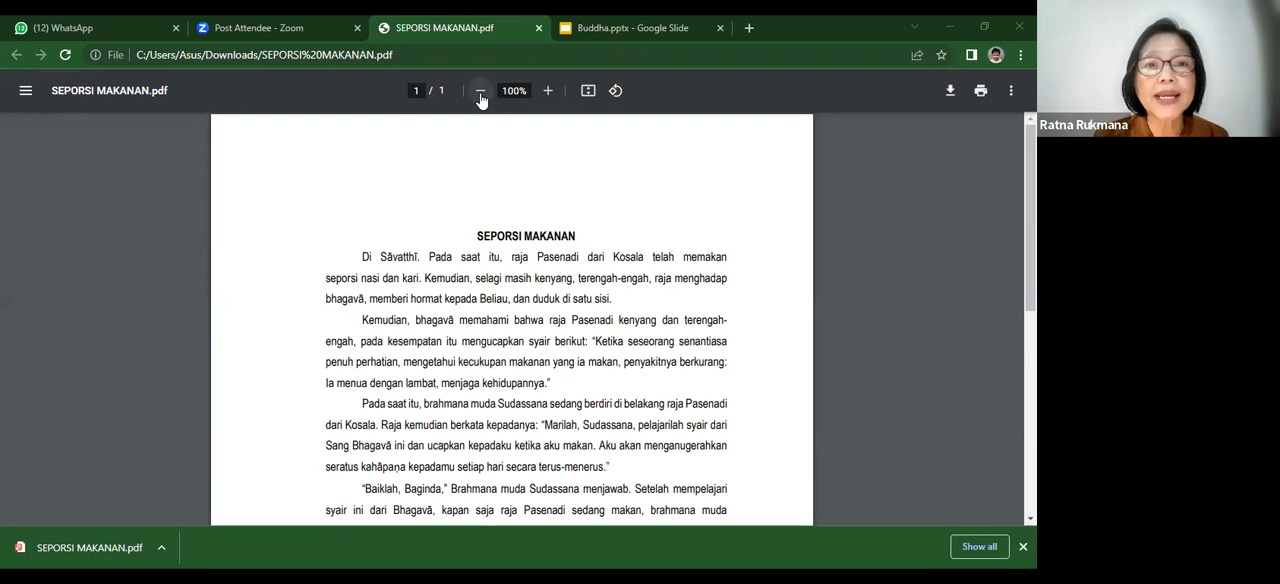 (12) WhatsApp
Post Attendee - Zoom
SEPORSI MAKANAN.pdf
Buddha.pptx - Google Slide
File
C:/Users/Asus/Downloads/SEPORSI%20MAKANAN.pdf
SEPORSI MAKANAN.pdf
1 / 1
100%
Ratna Rukmana
SEPORSI MAKANAN
Di Sāvatthī. Pada saat itu, raja Pasenadi dari Kosala telah memakan
seporsi nasi dan kari. Kemudian, selagi masih kenyang, terengah-engah, raja menghadap
bhagavā, memberi hormat kepada Beliau, dan duduk di satu sisi.
Kemudian, bhagavā memahami bahwa raja Pasenadi kenyang dan terengah-
engah, pada kesempatan itu mengucapkan syair berikut: “Ketika seseorang senantiasa
penuh perhatian, mengetahui kecukupan makanan yang ia makan, penyakitnya berkurang:
Ia menua dengan lambat, menjaga kehidupannya.”
Pada saat itu, brahmana muda Sudassana sedang berdiri di belakang raja Pasenadi
dari Kosala. Raja kemudian berkata kepadanya: “Marilah, Sudassana, pelajarilah syair dari
Sang Bhagavā ini dan ucapkan kepadaku ketika aku makan. Aku akan menganugerahkan
seratus kahāpaṇa kepadamu setiap hari secara terus-menerus.”
“Baiklah, Baginda,” Brahmana muda Sudassana menjawab. Setelah mempelajari
syair ini dari Bhagavā, kapan saja raja Pasenadi sedang makan, brahmana muda
SEPORSI MAKANAN.pdf
Show all